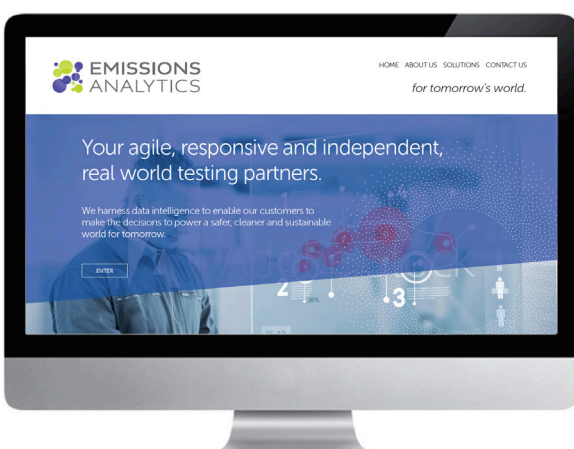 EMISSIONS
ANALYTICS
HOME ABOUT US SOLUTIONS CONTACT US
for tomorrow's world.
Your agile, responsive and independent,
real world testing partners.
We harness data intelligence to enable our customers to
make the decisions to power a safer, cleaner and sustainable
world for tomorrow.
ENTER
2
3